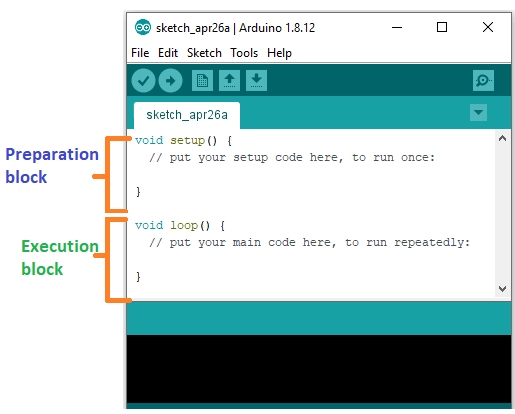 sketch_apr26a | Arduino 1.8.12
File Edit Sketch Tools Help
sketch_apr26a
void setup() {
// put your setup code here, to run once:
}
void loop() {
// put your main code here, to run repeatedly:
}
Preparation
block
Execution
block